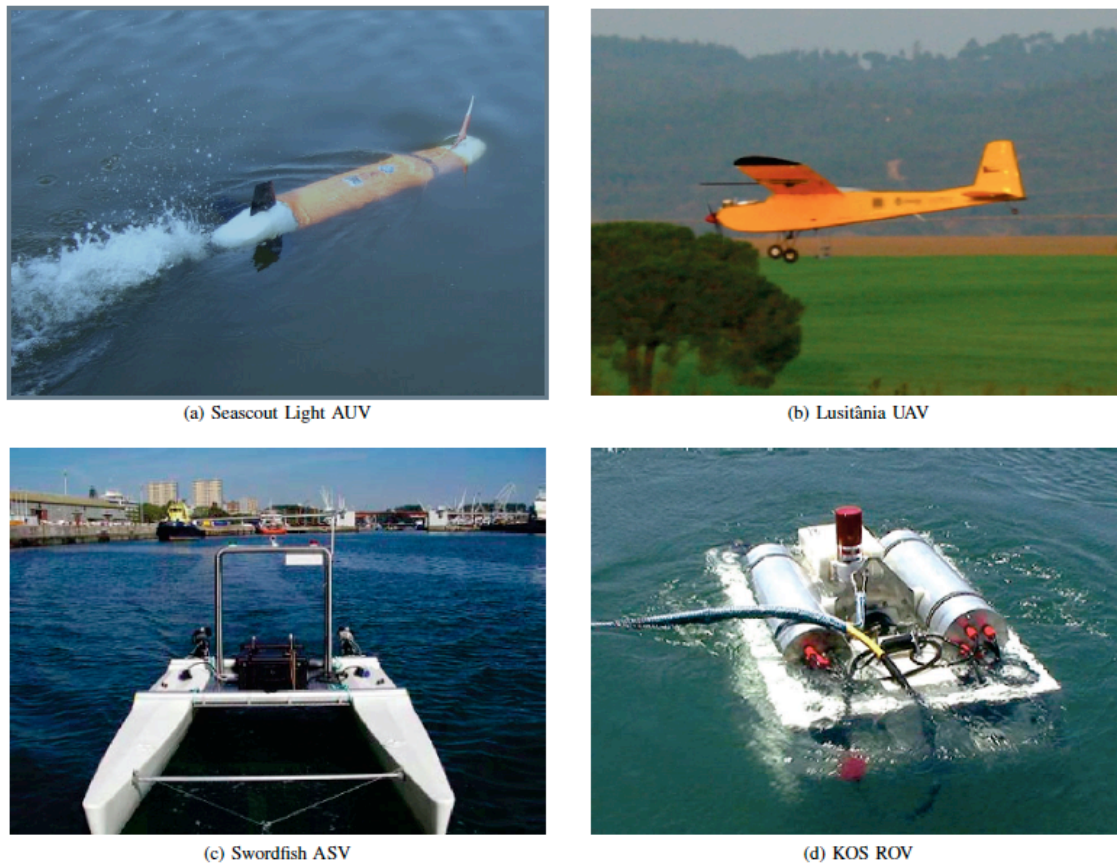 (a) Seascout Light AUV
(b) Lusitânia UAV
(c) Swordfish ASV
(d) KOS ROV